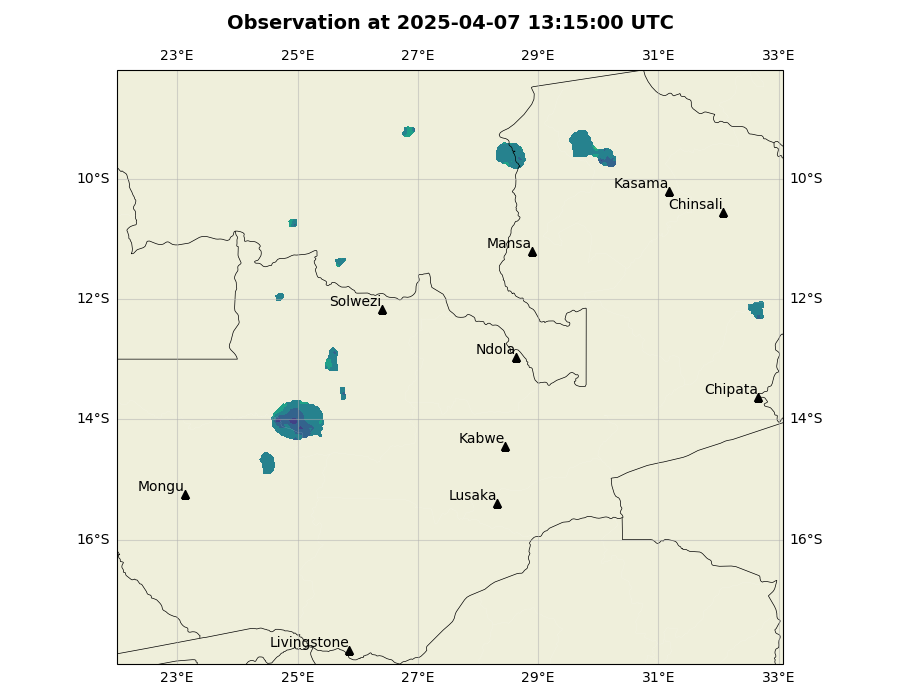 Observation at 2025-04-07 13:15:00 UTC
23°E 25°E 27°E 29°E 31°E 33°E
10°S 10°S
Kasama
Chinsali
Mansa
12°S 12°S
Solwezi
Ndola
Chipata
14°S 14°S
Kabwe
Mongu
Lusaka
16°S 16°S
Livingstone
23°E 25°E 27°E 29°E 31°E 33°E